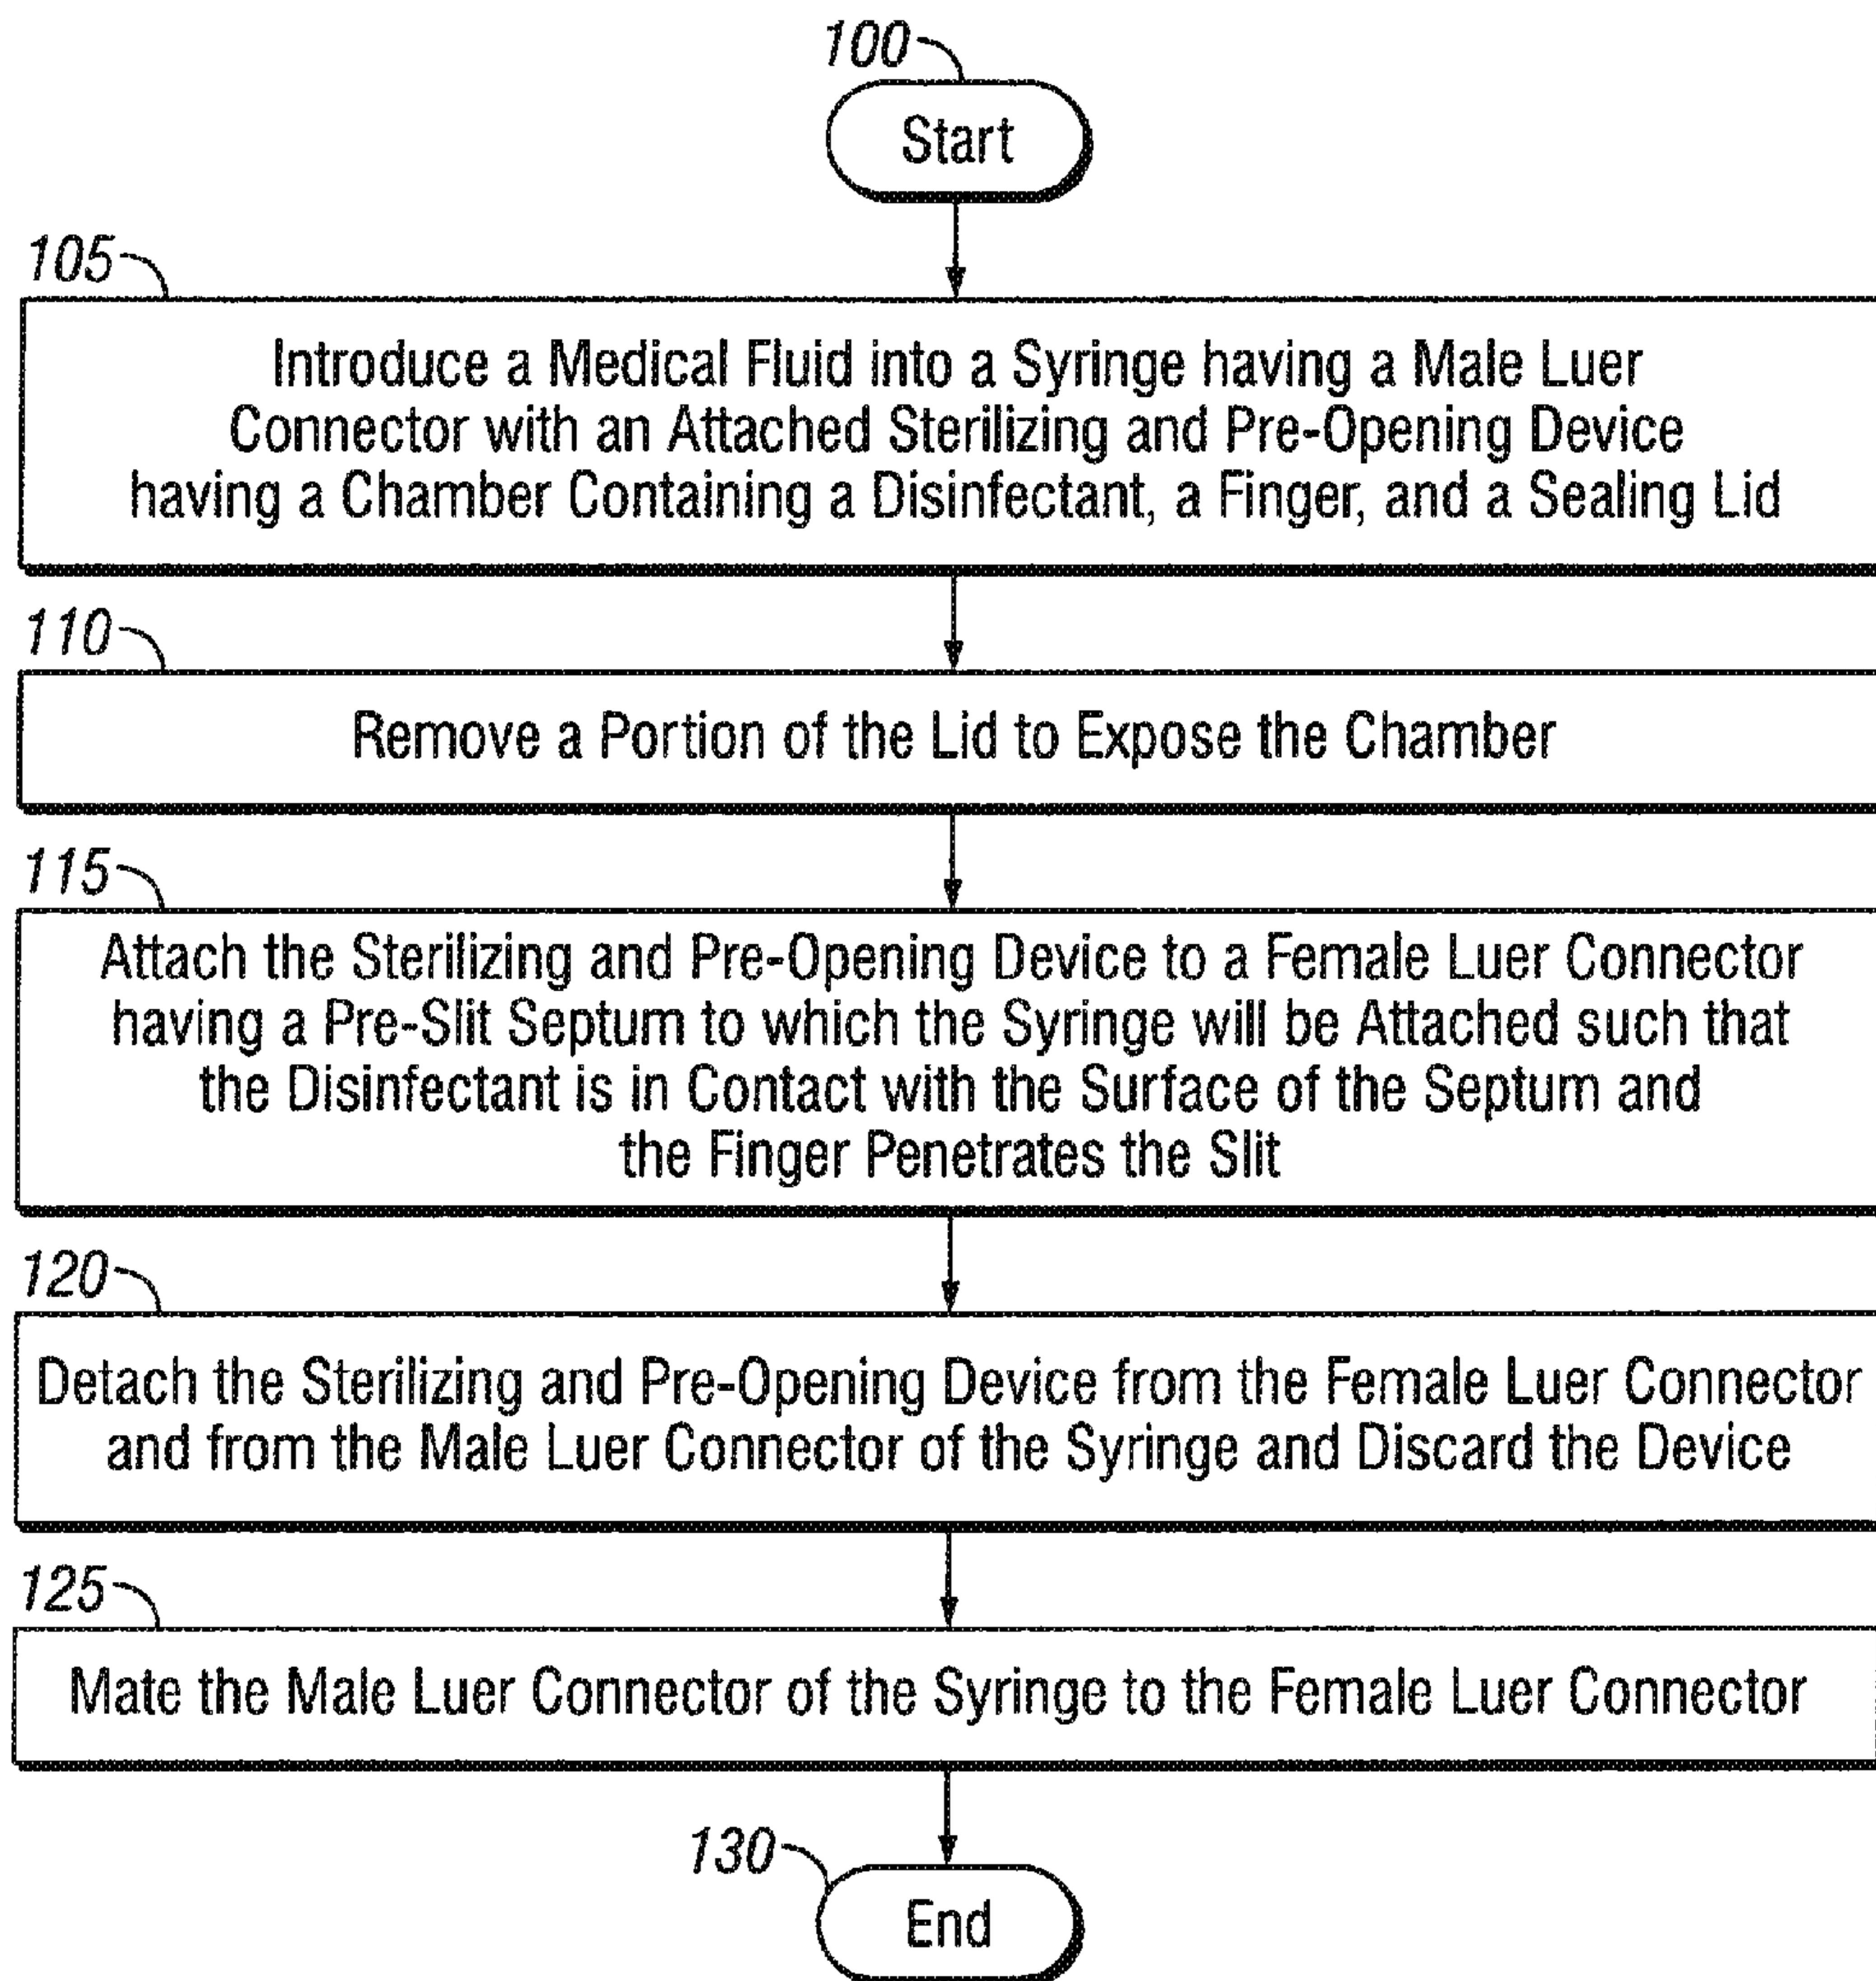 100
Start
105
Introduce a Medical Fluid into a Syringe having a Male Luer
Connector with an Attached Sterilizing and Pre-Opening Device
having a Chamber Containing a Disinfectant, a Finger, and a Sealing Lid
110
Remove a Portion of the Lid to Expose the Chamber
115
Attach the Sterilizing and Pre-Opening Device to a Female Luer Connector
having a Pre-Slit Septum to which the Syringe will be Attached such that
the Disinfectant is in Contact with the Surface of the Septum and
the Finger Penetrates the Slit
120
Detach the Sterilizing and Pre-Opening Device from the Female Luer Connector
and from the Male Luer Connector of the Syringe and Discard the Device
125
Mate the Male Luer Connector of the Syringe to the Female Luer Connector
130
End